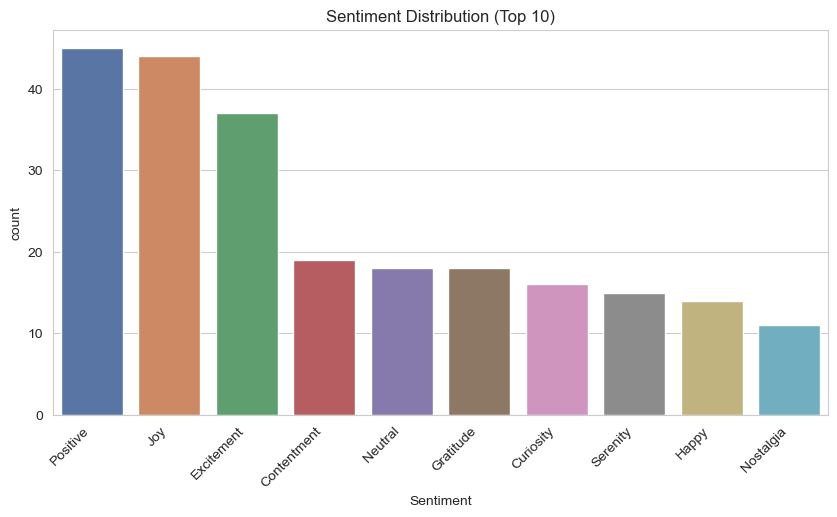 Sentiment Distribution (Top 10)
count
40
30
20
10
0
Positive
Joy
Excitement
Contentment
Neutral
Gratitude
Curiosity
Serenity
Happy
Nostalgia
Sentiment